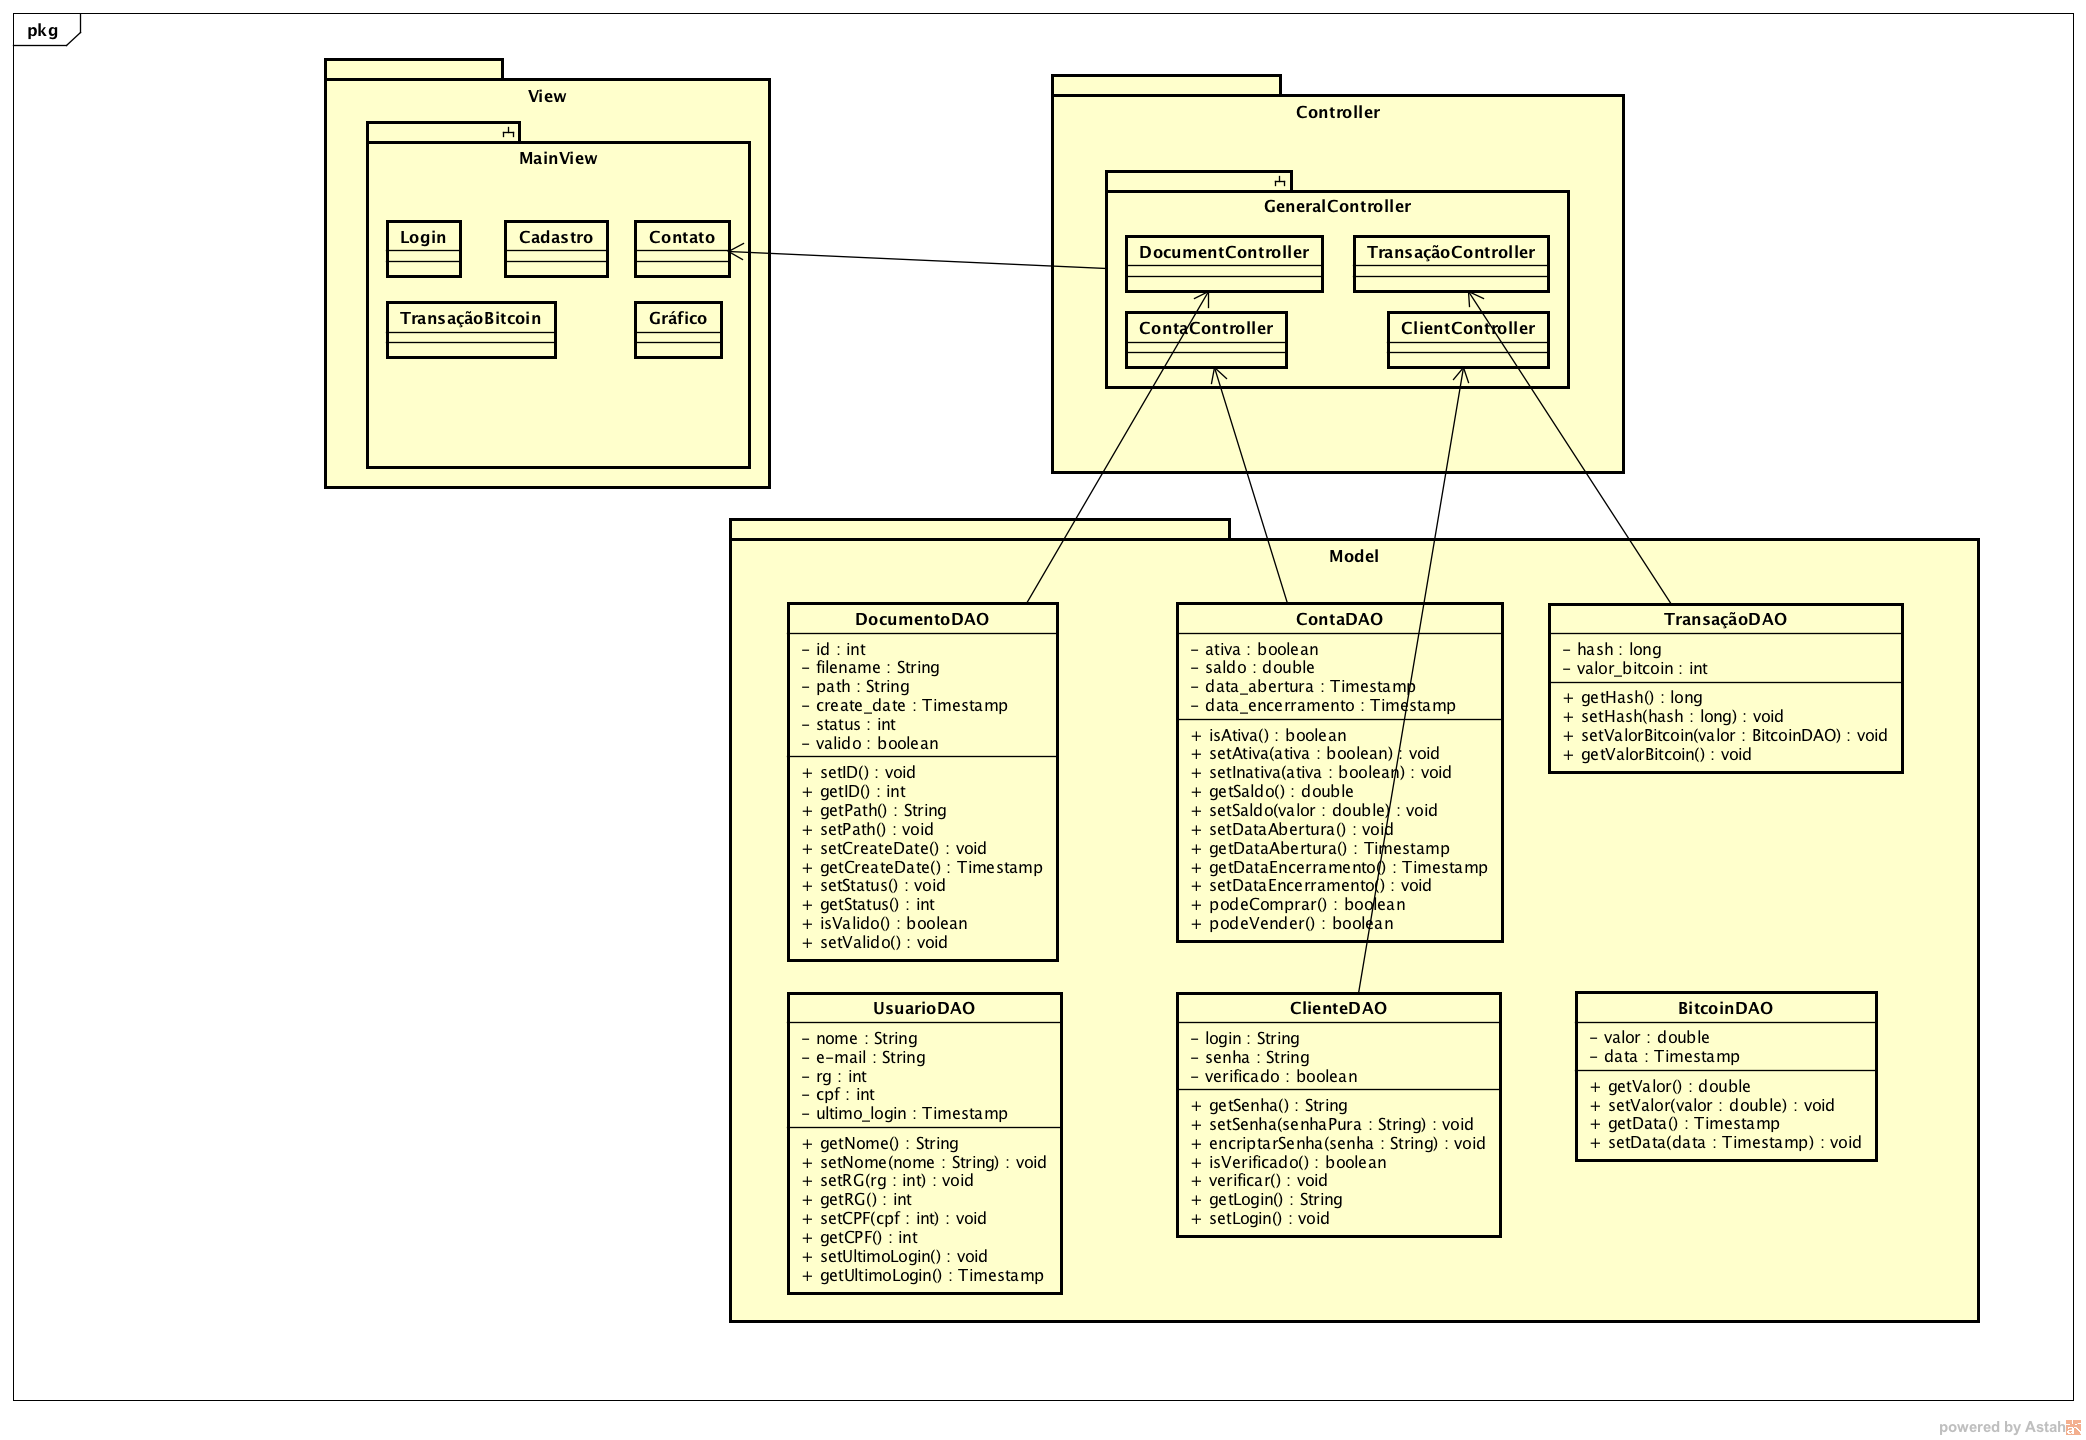 pkg
View
MainView
Login
Cadastro
Contato
TransaçãoBitcoin
Gráfico
Controller
GeneralController
DocumentController
TransaçãoController
ContaController
ClientController
Model
DocumentoDAO
- id : int
- filename : String
- path : String
- create_date : Timestamp
- status : int
- valido : boolean
+ setID() : void
+ getID() : int
+ getPath() : String
+ setPath() : void
+ setCreateDate() : void
+ getCreateDate() : Timestamp
+ setStatus() : void
+ getStatus() : int
+ isValido() : boolean
+ setValido() : void
ContaDAO
- ativa : boolean
- saldo : double
- data_abertura : Timestamp
- data_encerramento : Timestamp
+ isAtiva() : boolean
+ setAtiva(ativa : boolean) : void
+ setInativa(ativa : boolean) : void
+ getSaldo() : double
+ setSaldo(valor : double) : void
+ setDataAbertura() : void
+ getDataAbertura() : Timestamp
+ getDataEncerramento() : Timestamp
+ setDataEncerramento() : void
+ podeComprar() : boolean
+ podeVender() : boolean
TransaçãoDAO
- hash : long
- valor_bitcoin : int
+ getHash() : long
+ setHash(hash : long) : void
+ setValorBitcoin(valor : BitcoinDAO) : void
+ getValorBitcoin() : void
UsuarioDAO
- nome : String
- e-mail : String
- rg : int
- cpf : int
- ultimo_login : Timestamp
+ getNome() : String
+ setNome(nome : String) : void
+ setRG(rg : int) : void
+ getRG() : int
+ setCPF(cpf : int) : void
+ getCPF() : int
+ setUltimoLogin() : void
+ getUltimoLogin() : Timestamp
ClienteDAO
- login : String
- senha : String
- verificado : boolean
+ getSenha() : String
+ setSenha(senhaPura : String) : void
+ encriptarSenha(senha : String) : void
+ isVerificado() : boolean
+ verificar() : void
+ getLogin() : String
+ setLogin() : void
BitcoinDAO
- valor : double
- data : Timestamp
+ getValor() : double
+ setValor(valor : double) : void
+ getData() : Timestamp
+ setData(data : Timestamp) : void
powered by Astah